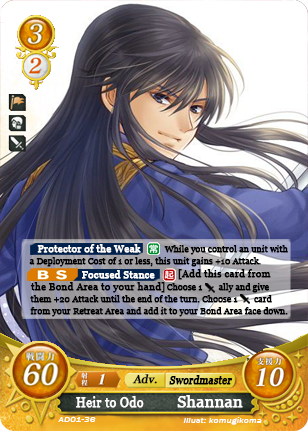 3
2
Protector of the Weak 常 While you control an unit with
a Deployment Cost of 1 or less, this unit gains +10 Attack.
B S Focused Stance 起 [Add this card from
the Bond Area to your hand] Choose 1 ally and give
them +20 Attack until the end of the turn. Choose 1 card
from your Retreat Area and add it to your Bond Area face down.
戦闘力 60 射程 1 Adv. Swordmaster 支援力 10
Heir to Odo Shannan
AD01-38 Illust: komugikoma